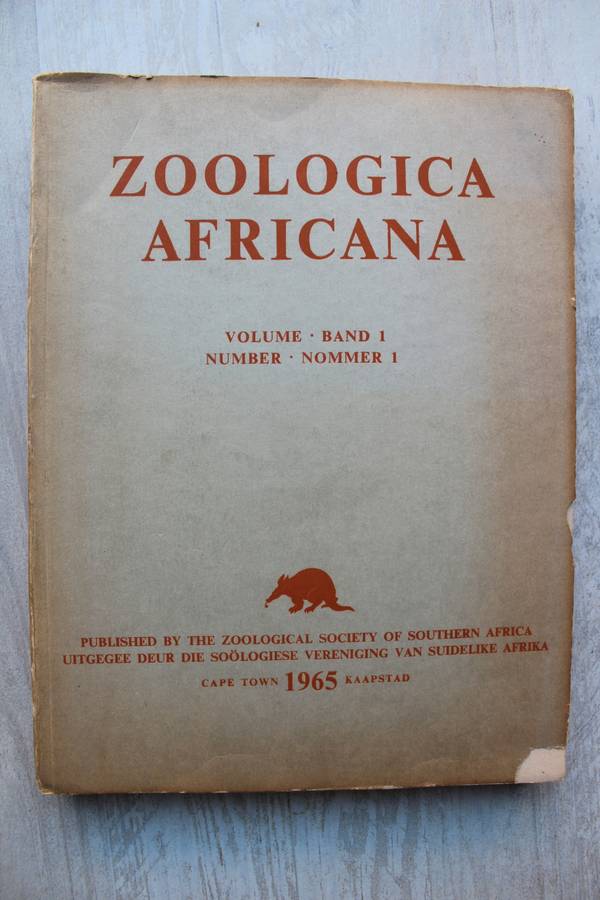 ZOOLOGICA
AFRICANA
VOLUME · BAND 1
NUMBER · NOMMER 1
PUBLISHED BY THE ZOOLOGICAL SOCIETY OF SOUTHERN AFRICA
UITGEGEE DEUR DIE SOÖLOGIESE VERENIGING VAN SUIDELIKE AFRIKA
CAPE TOWN 1965 KAAPSTAD